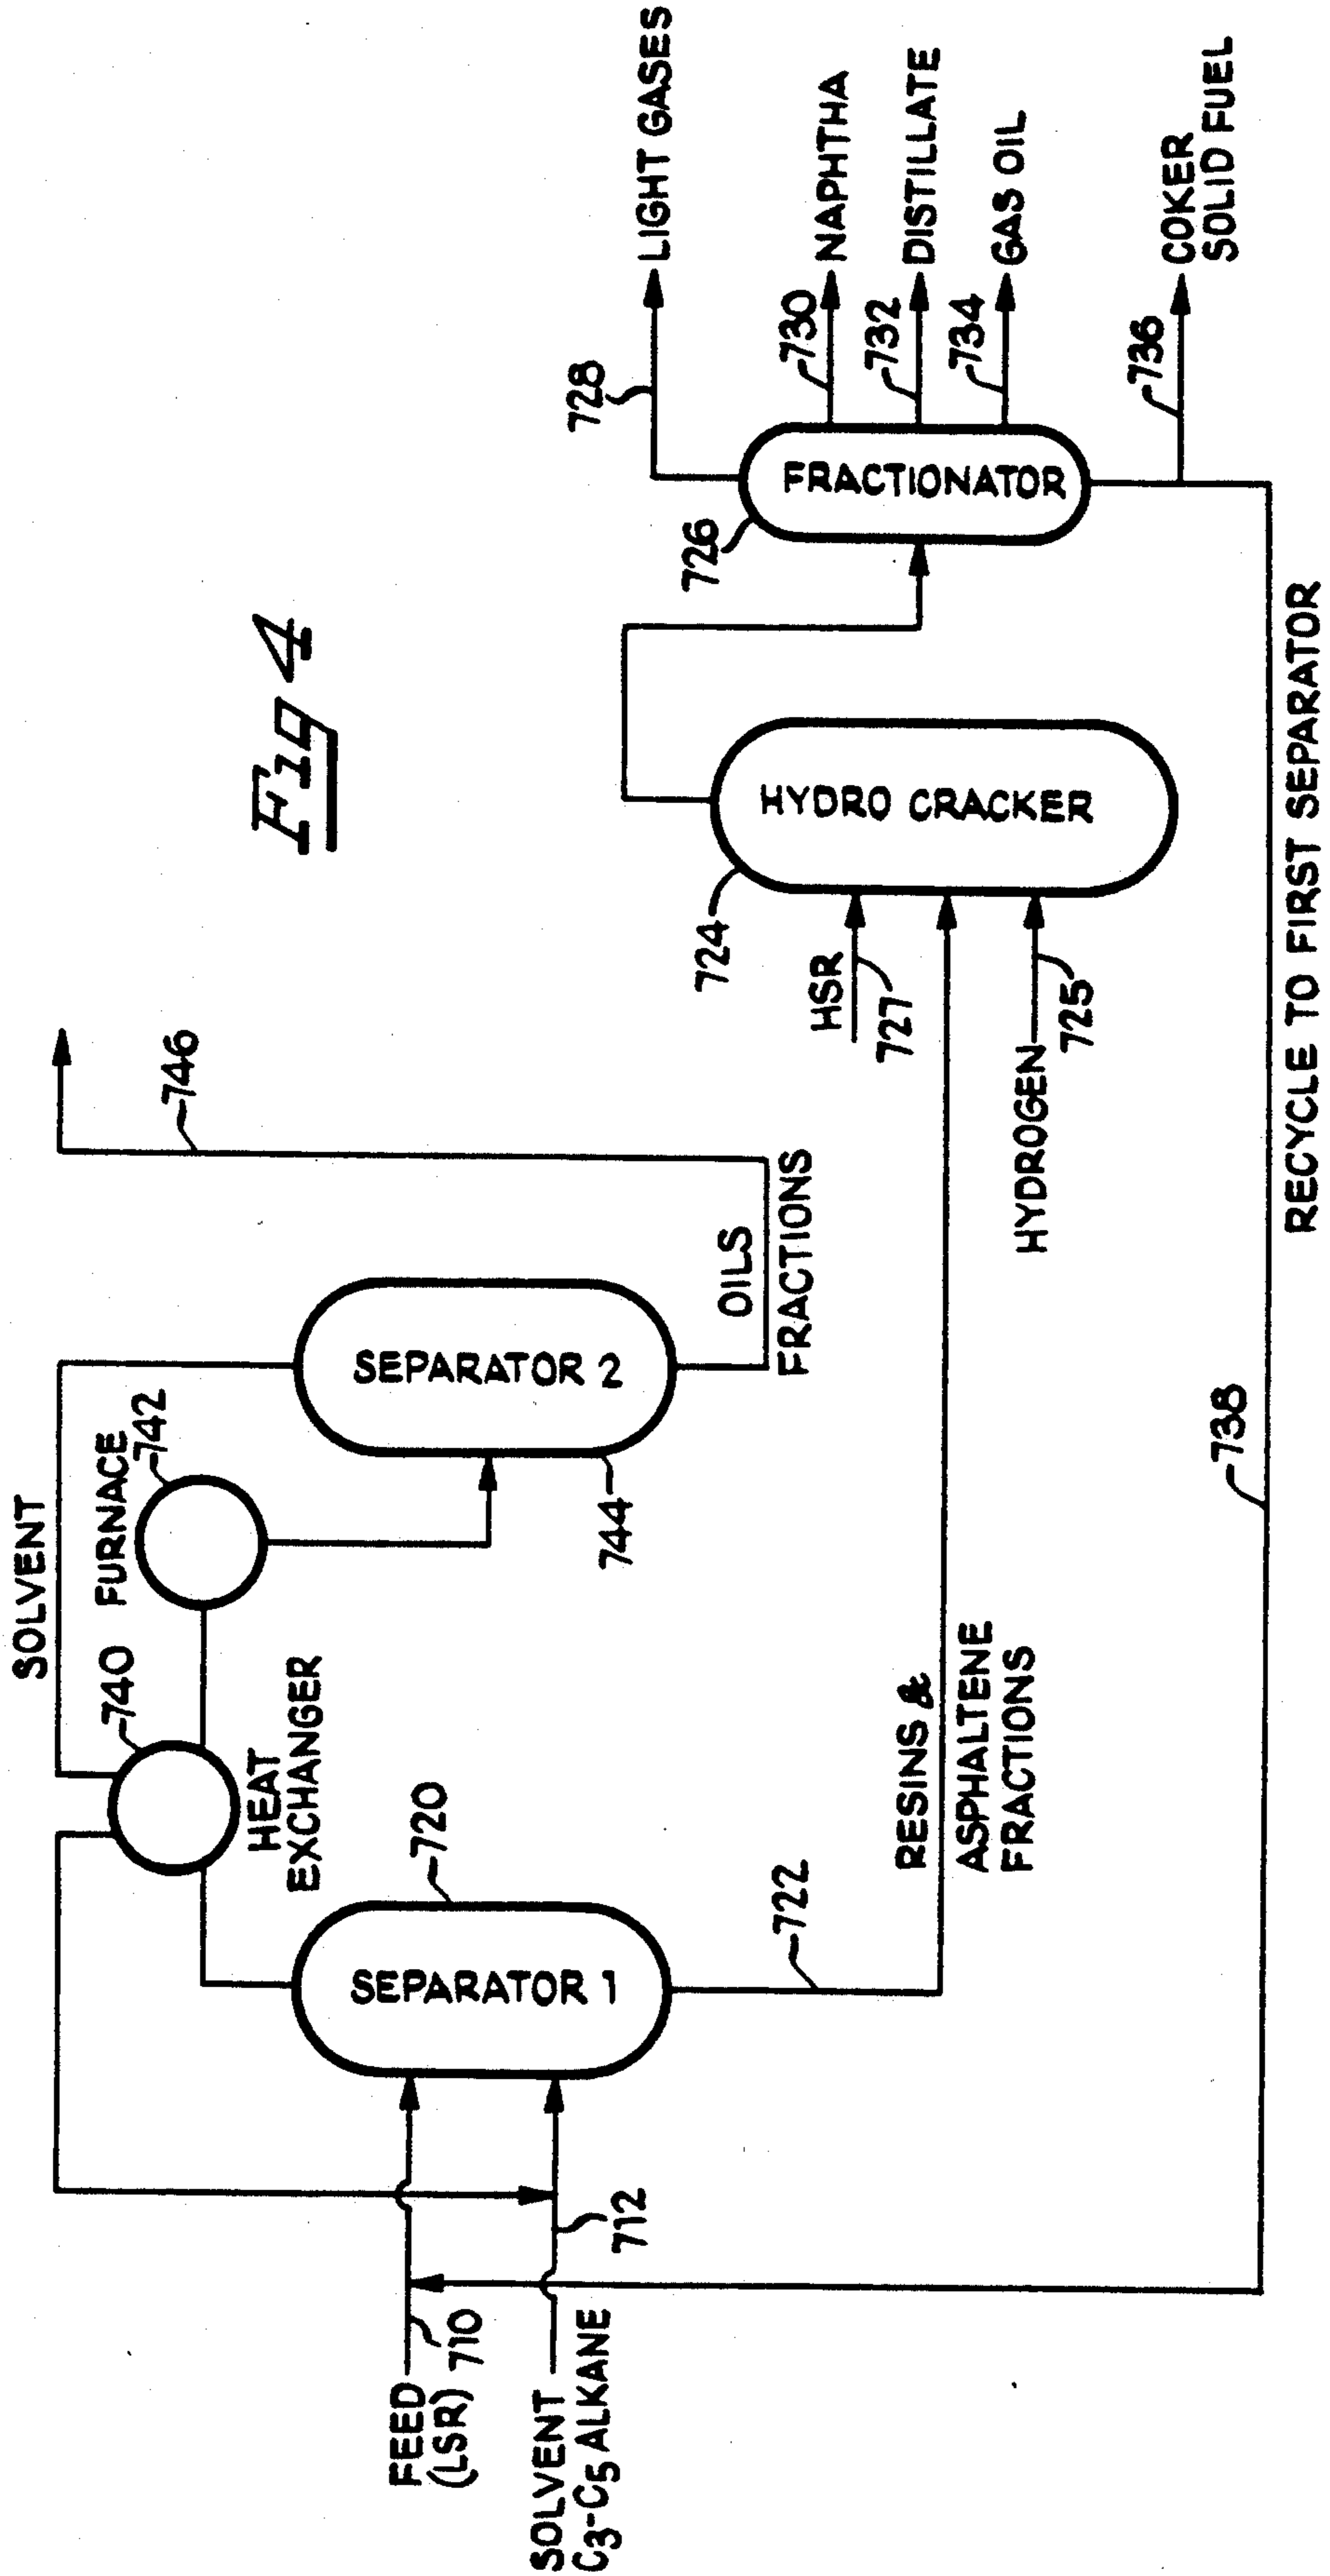 Fig 4
SOLVENT
740
FURNACE
742
746
HEAT
EXCHANGER
720
SEPARATOR 1
SEPARATOR 2
744
OILS
FRACTIONS
FEED
(LSR)
710
SOLVENT
C3-C5 ALKANE
712
722
RESINS &
ASPHALTENE
FRACTIONS
HSR
727
HYDROGEN
725
724
HYDRO CRACKER
726
FRACTIONATOR
728
LIGHT GASES
730
NAPHTHA
732
DISTILLATE
734
GAS OIL
736
COKER
SOLID FUEL
738
RECYCLE TO FIRST SEPARATOR